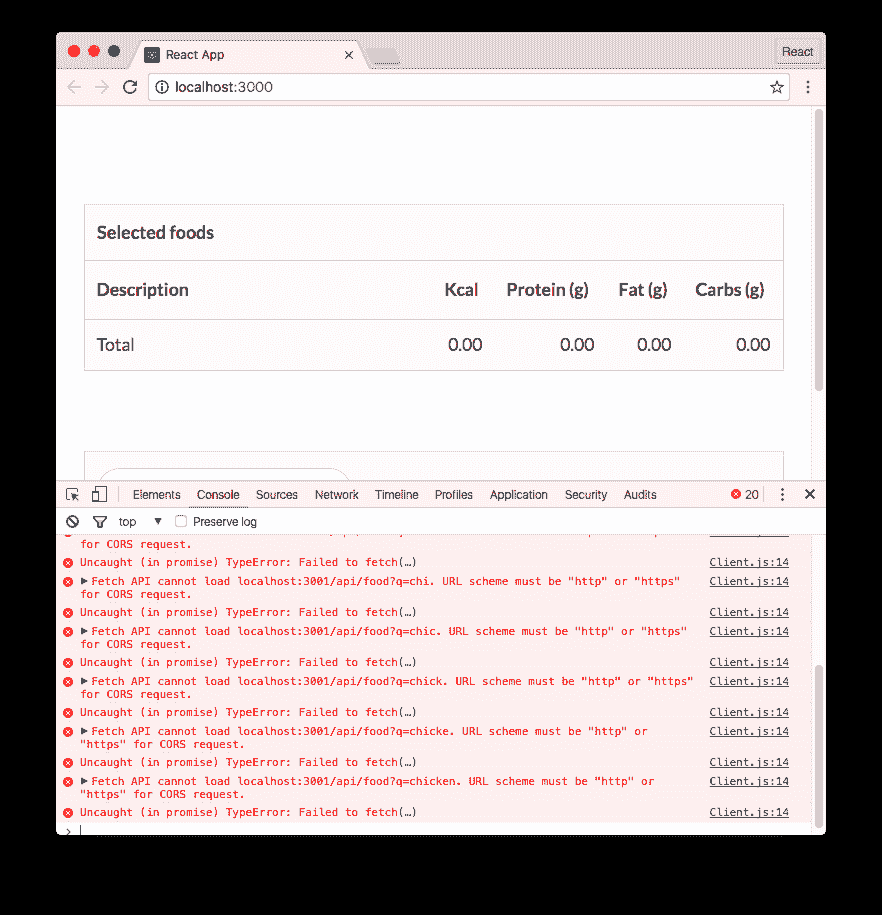 React App
React
localhost:3000
Selected foods
Description Kcal Protein (g) Fat (g) Carbs (g)
Total 0.00 0.00 0.00 0.00
Elements Console Sources Network Timeline Profiles Application Security Audits 20
top Preserve log
for CORS request.
Uncaught (in promise) TypeError: Failed to fetch(…) Client.js:14
Fetch API cannot load localhost:3001/api/food?q=chi. URL scheme must be "http" or "https" Client.js:14
for CORS request.
Uncaught (in promise) TypeError: Failed to fetch(…) Client.js:14
Fetch API cannot load localhost:3001/api/food?q=chic. URL scheme must be "http" or "https" Client.js:14
for CORS request.
Uncaught (in promise) TypeError: Failed to fetch(…) Client.js:14
Fetch API cannot load localhost:3001/api/food?q=chick. URL scheme must be "http" or "https" Client.js:14
for CORS request.
Uncaught (in promise) TypeError: Failed to fetch(…) Client.js:14
Fetch API cannot load localhost:3001/api/food?q=chicke. URL scheme must be "http" or Client.js:14
"https" for CORS request.
Uncaught (in promise) TypeError: Failed to fetch(…) Client.js:14
Fetch API cannot load localhost:3001/api/food?q=chicken. URL scheme must be "http" or Client.js:14
"https" for CORS request.
Uncaught (in promise) TypeError: Failed to fetch(…) Client.js:14